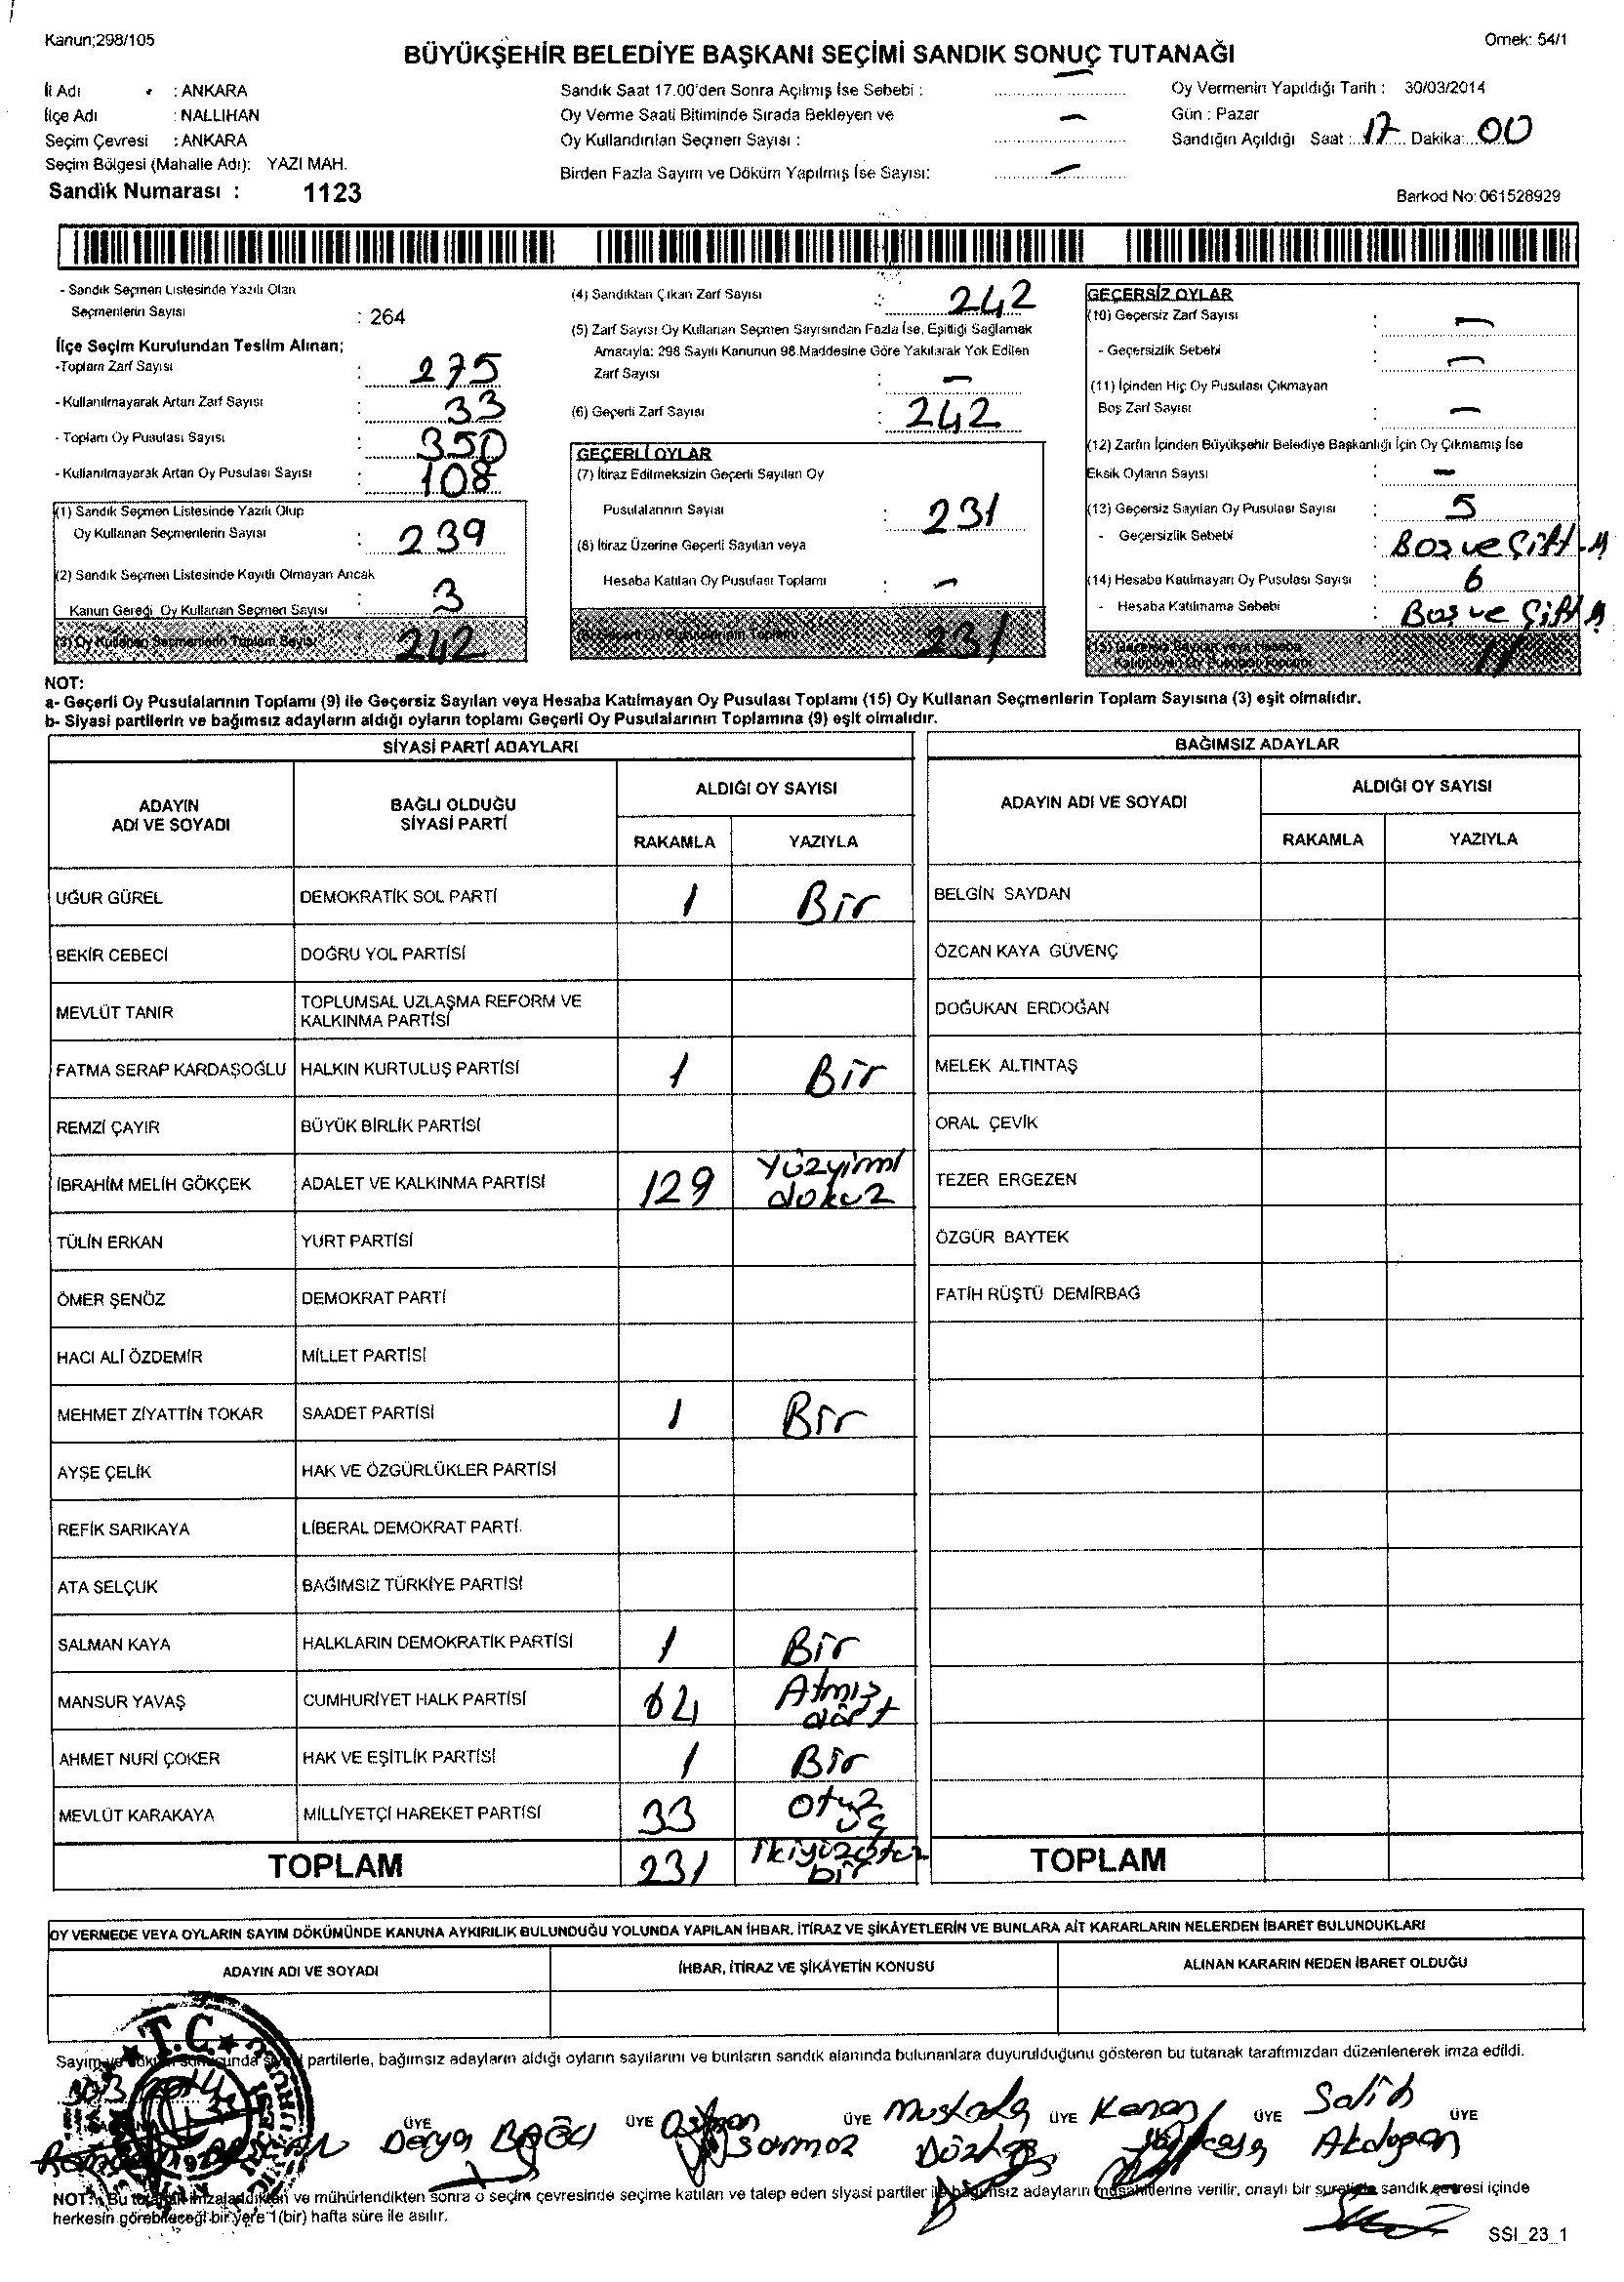 Kanun;298/105
Örnek: 54/1
BÜYÜKŞEHİR BELEDİYE BAŞKANI SEÇİMİ SANDIK SONUÇ TUTANAĞI
İl Adı : ANKARA
İlçe Adı : NALLIHAN
Seçim Çevresi : ANKARA
Seçim Bölgesi (Mahalle Adı): YAZI MAH.
Sandık Numarası : 1123
Sandık Saat 17.00'den Sonra Açılmış İse Sebebi : —
Oy Verme Saati Bitiminde Sırada Bekleyen ve
Oy Kullandırılan Seçmen Sayısı : —
Birden Fazla Sayım ve Döküm Yapılmış İse Sayısı: —
Oy Vermenin Yapıldığı Tarih : 30/03/2014
Gün : Pazar
Sandığın Açıldığı Saat : 17 Dakika: 00
Barkod No: 061528929
- Sandık Seçmen Listesinde Yazılı Olan
Seçmenlerin Sayısı : 264
İlçe Seçim Kurulundan Teslim Alınan;
-Toplam Zarf Sayısı : 275
- Kullanılmayarak Artan Zarf Sayısı : 33
- Toplam Oy Pusulası Sayısı : 350
- Kullanılmayarak Artan Oy Pusulası Sayısı : 108
(1) Sandık Seçmen Listesinde Yazılı Olup
Oy Kullanan Seçmenlerin Sayısı : 239
(2) Sandık Seçmen Listesinde Kayıtlı Olmayan Ancak
Kanun Gereği Oy Kullanan Seçmen Sayısı : 3
(3) Oy Kullanan Seçmenlerin Toplam Sayısı 242
(4) Sandıktan Çıkan Zarf Sayısı : 242
(5) Zarf Sayısı Oy Kullanan Seçmen Sayısından Fazla İse, Eşitliği Sağlamak
Amacıyla: 298 Sayılı Kanunun 98.Maddesine Göre Yakılarak Yok Edilen
Zarf Sayısı : —
(6) Geçerli Zarf Sayısı : 242
GEÇERLİ OYLAR
(7) İtiraz Edilmeksizin Geçerli Sayılan Oy
Pusulalarının Sayısı : 231
(8) İtiraz Üzerine Geçerli Sayılan veya
Hesaba Katılan Oy Pusulası Toplamı : —
(9) Geçerli Oy Pusulalarının Toplamı 231
GEÇERSİZ OYLAR
(10) Geçersiz Zarf Sayısı : —
- Geçersizlik Sebebi : —
(11) İçinden Hiç Oy Pusulası Çıkmayan
Boş Zarf Sayısı : —
(12) Zarfın İçinden Büyükşehir Belediye Başkanlığı İçin Oy Çıkmamış İse
Eksik Oyların Sayısı : —
(13) Geçersiz Sayılan Oy Pusulası Sayısı : 5
- Geçersizlik Sebebi : Boş ve Çift
(14) Hesaba Katılmayan Oy Pusulası Sayısı : 6
- Hesaba Katılmama Sebebi : Boş ve Çift
(15) Geçersiz Sayılan veya Hesaba
Katılmayan Oy Pusulası Toplamı 11
NOT:
a- Geçerli Oy Pusulalarının Toplamı (9) ile Geçersiz Sayılan veya Hesaba Katılmayan Oy Pusulası Toplamı (15) Oy Kullanan Seçmenlerin Toplam Sayısına (3) eşit olmalıdır.
b- Siyasi partilerin ve bağımsız adayların aldığı oyların toplamı Geçerli Oy Pusulalarının Toplamına (9) eşit olmalıdır.
SİYASİ PARTİ ADAYLARI
ADAYIN ADI VE SOYADI
BAĞLI OLDUĞU SİYASİ PARTİ
ALDIĞI OY SAYISI
RAKAMLA YAZIYLA
UĞUR GÜREL DEMOKRATİK SOL PARTİ 1 Bir
BEKİR CEBECİ DOĞRU YOL PARTİSİ
MEVLÜT TANIR TOPLUMSAL UZLAŞMA REFORM VE KALKINMA PARTİSİ
FATMA SERAP KARDAŞOĞLU HALKIN KURTULUŞ PARTİSİ 1 Bir
REMZİ ÇAYIR BÜYÜK BİRLİK PARTİSİ
İBRAHİM MELİH GÖKÇEK ADALET VE KALKINMA PARTİSİ 129 Yüzyirmi dokuz
TÜLİN ERKAN YURT PARTİSİ
ÖMER ŞENÖZ DEMOKRAT PARTİ
HACI ALİ ÖZDEMİR MİLLET PARTİSİ
MEHMET ZİYATTİN TOKAR SAADET PARTİSİ 1 Bir
AYŞE ÇELİK HAK VE ÖZGÜRLÜKLER PARTİSİ
REFİK SARIKAYA LİBERAL DEMOKRAT PARTİ.
ATA SELÇUK BAĞIMSIZ TÜRKİYE PARTİSİ
SALMAN KAYA HALKLARIN DEMOKRATİK PARTİSİ 1 Bir
MANSUR YAVAŞ CUMHURİYET HALK PARTİSİ 64 Atmış dört
AHMET NURİ ÇOKER HAK VE EŞİTLİK PARTİSİ 1 Bir
MEVLÜT KARAKAYA MİLLİYETÇİ HAREKET PARTİSİ 33 Otuz üç
TOPLAM 231 İkiyüzotuz bir
BAĞIMSIZ ADAYLAR
ADAYIN ADI VE SOYADI
ALDIĞI OY SAYISI
RAKAMLA YAZIYLA
BELGİN SAYDAN
ÖZCAN KAYA GÜVENÇ
DOĞUKAN ERDOĞAN
MELEK ALTINTAŞ
ORAL ÇEVİK
TEZER ERGEZEN
ÖZGÜR BAYTEK
FATİH RÜŞTÜ DEMİRBAĞ
TOPLAM
OY VERMEDE VEYA OYLARIN SAYIM DÖKÜMÜNDE KANUNA AYKIRILIK BULUNDUĞU YOLUNDA YAPILAN İHBAR, İTİRAZ VE ŞİKÂYETLERİN VE BUNLARA AİT KARARLARIN NELERDEN İBARET BULUNDUKLARI
ADAYIN ADI VE SOYADI İHBAR, İTİRAZ VE ŞİKÂYETİN KONUSU ALINAN KARARIN NEDEN İBARET OLDUĞU
T.C.
Sayım ve döküm sonucunda siyasi partilerle, bağımsız adayların aldığı oyların sayılarını ve bunların sandık alanında bulunanlara duyurulduğunu gösteren bu tutanak tarafımızdan düzenlenerek imza edildi.
ÜYE ÜYE ÜYE ÜYE ÜYE ÜYE
Derya Mustafa Kenan Salih
Akdogan
NOT: Bu tutanak imzalandıktan ve mühürlendikten sonra o seçim çevresinde seçime katılan ve talep eden siyasi partiler ile bağımsız adayların müşahitlerine verilir, onaylı bir suretide sandık çevresi içinde
herkesin görebileceği bir yere 1(bir) hafta süre ile asılır.
SSI_23_1